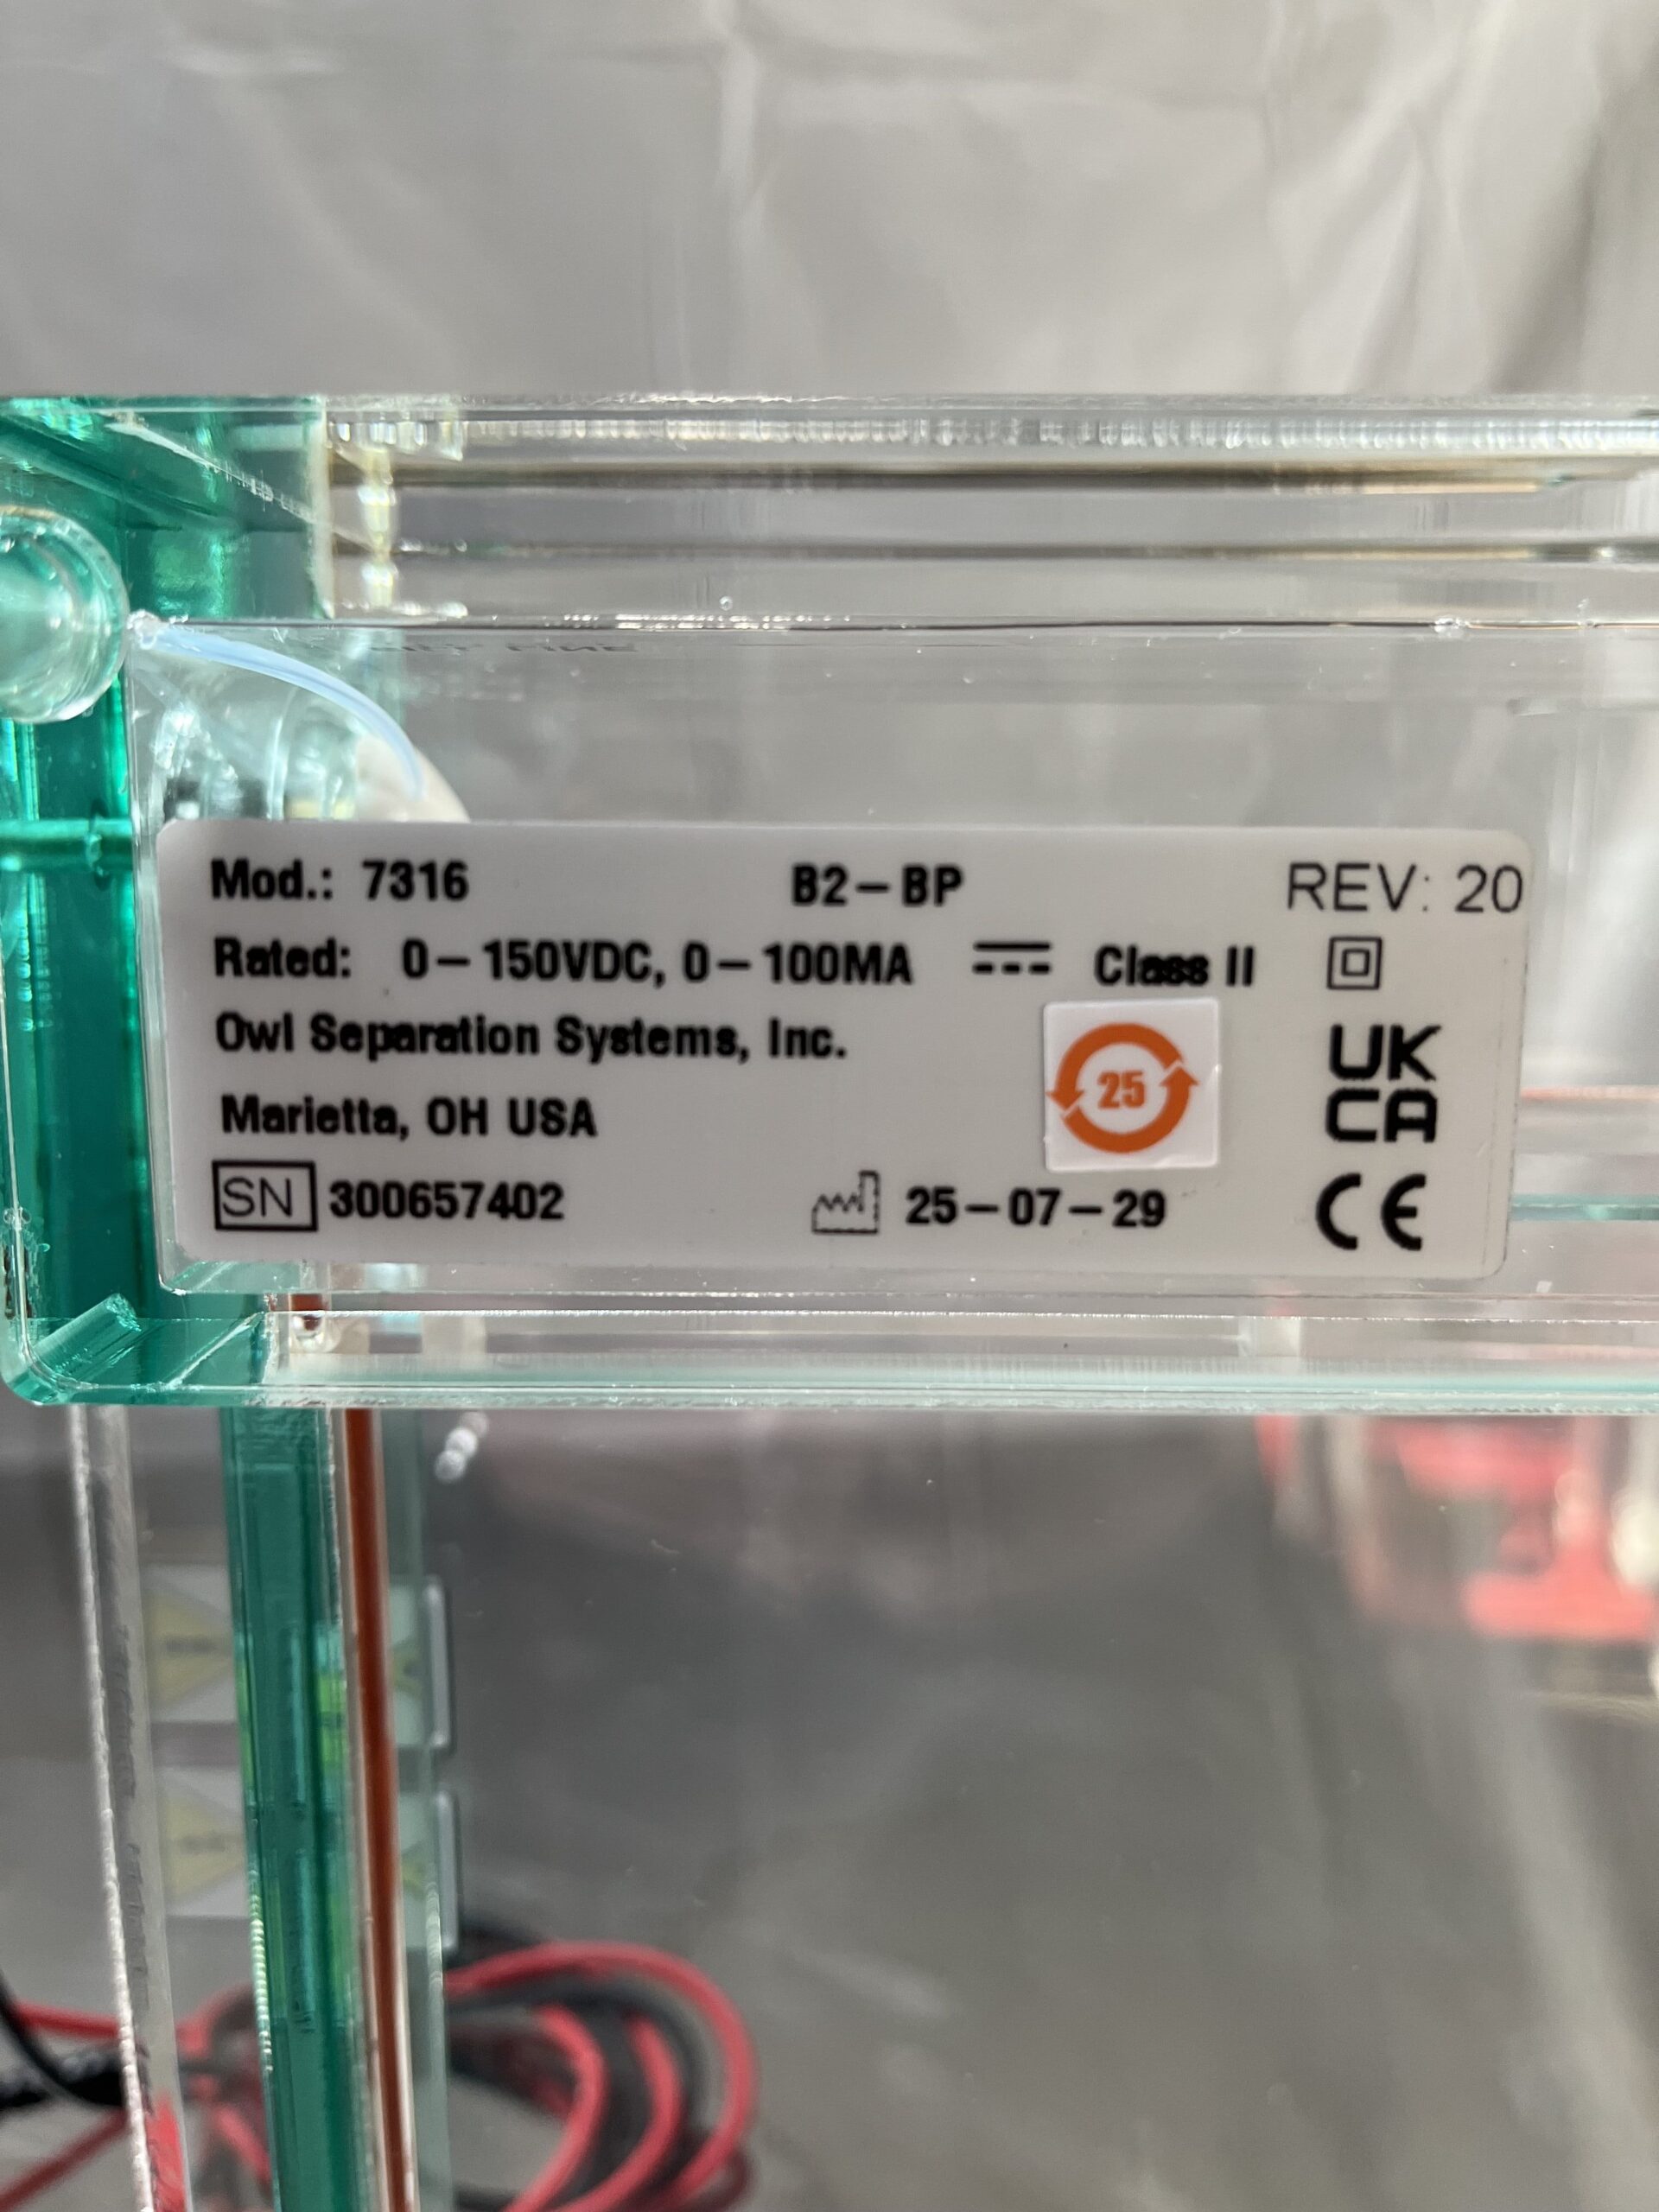 Mod.: 7316 B2-BP REV: 20
Rated: 0-150VDC, 0-100MA Class II
Owl Separation Systems, Inc.
25
UK
CA
Marietta, OH USA
SN 300657402 25-07-29 CE